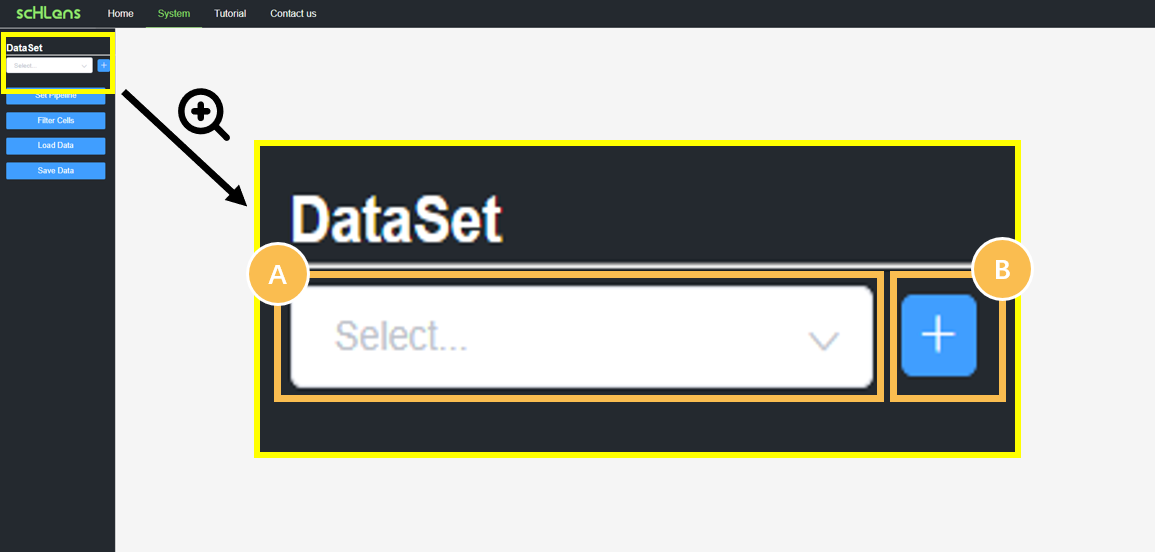 scHLens Home System Tutorial Contact us
DataSet
Select...
Set Pipeline
Filter Cells
Load Data
Save Data
DataSet
A
B
Select...